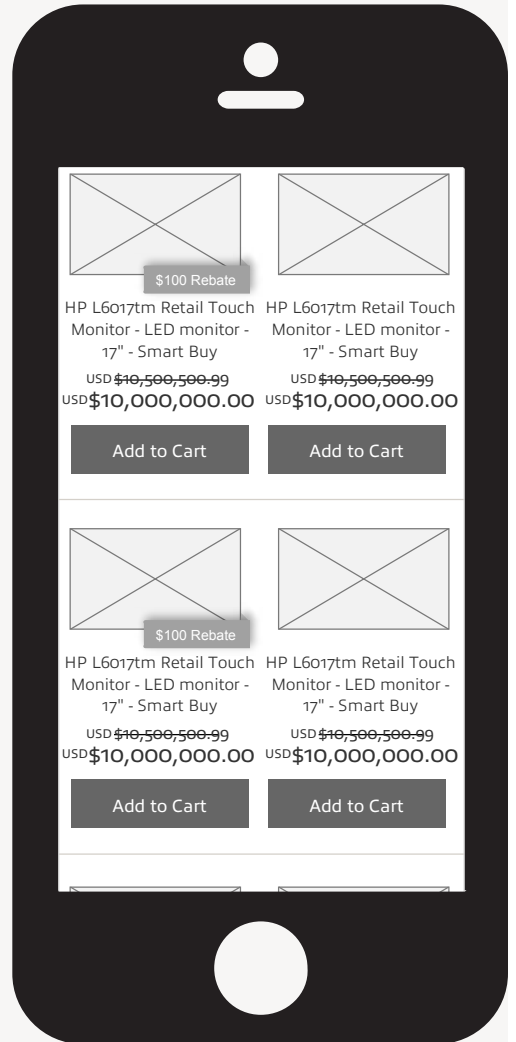 $100 Rebate
HP L6017tm Retail Touch
Monitor - LED monitor -
17" - Smart Buy
USD $10,500,500.99
USD $10,000,000.00
Add to Cart
HP L6017tm Retail Touch
Monitor - LED monitor -
17" - Smart Buy
USD $10,500,500.99
USD $10,000,000.00
Add to Cart
$100 Rebate
HP L6017tm Retail Touch
Monitor - LED monitor -
17" - Smart Buy
USD $10,500,500.99
USD $10,000,000.00
Add to Cart
HP L6017tm Retail Touch
Monitor - LED monitor -
17" - Smart Buy
USD $10,500,500.99
USD $10,000,000.00
Add to Cart